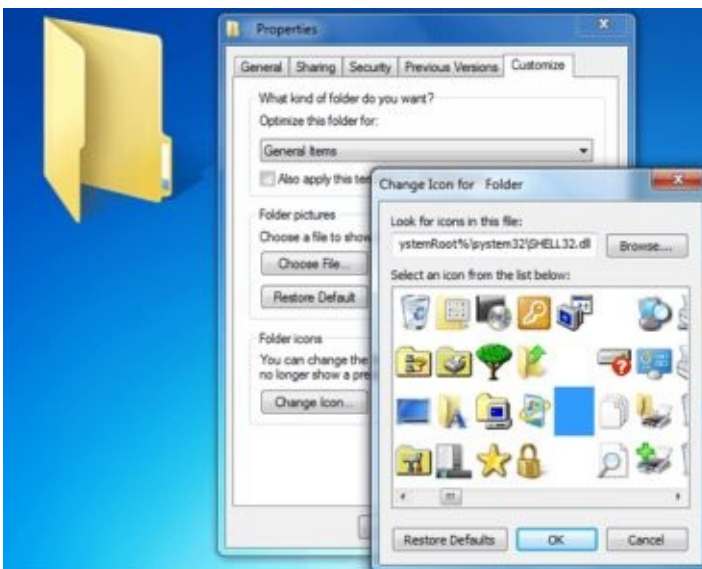 Properties
General Sharing Security Previous Versions Customize
What kind of folder do you want?
Optimize this folder for:
General Items
Also apply this
Folder pictures
Choose a file to show
Choose File...
Restore Default
Folder icons
You can change the
no longer show a
Change Icon...
Change Icon for Folder
Look for icons in this file:
ystemRoot%\system32\SHELL32.dll
Browse...
Select an icon from the list below:
Restore Defaults
OK
Cancel